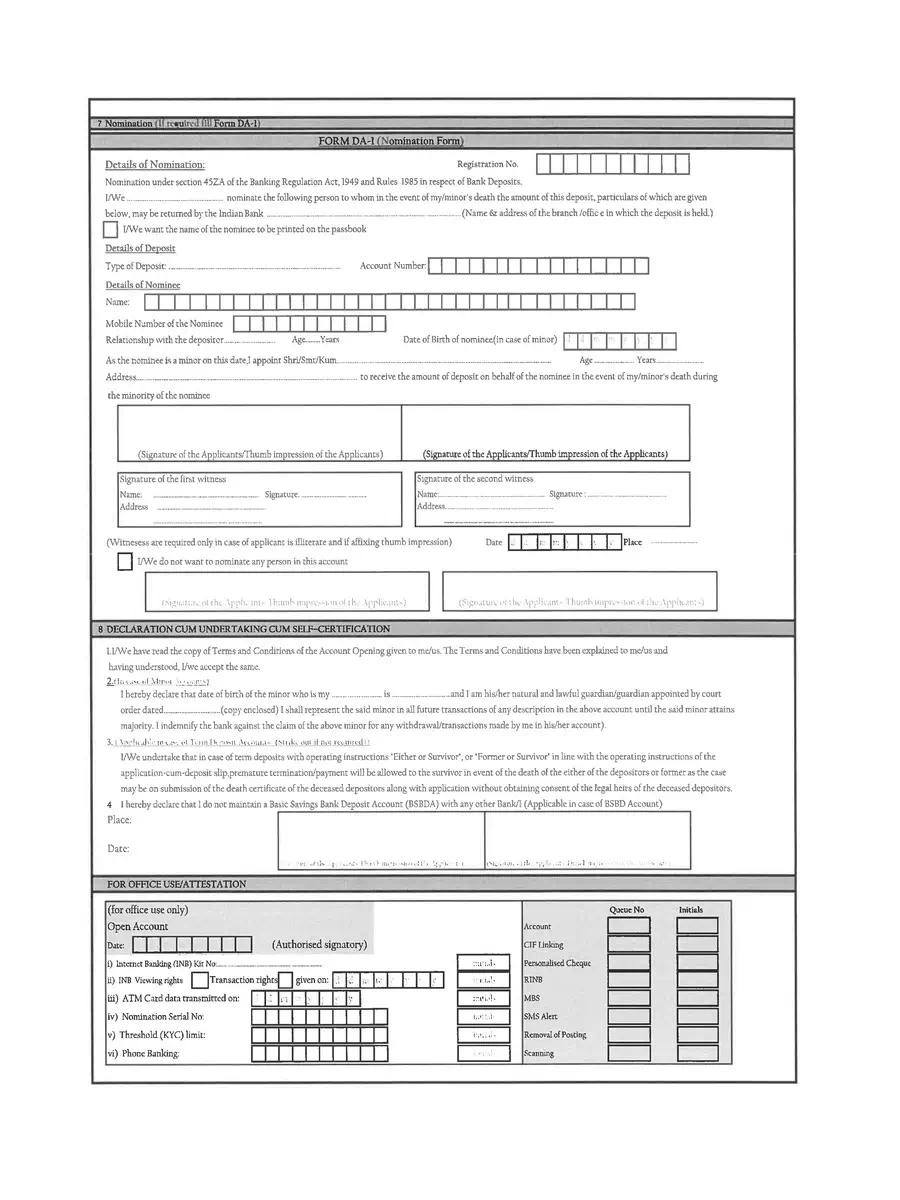 7 Nomination (If required fill Form DA-1)
FORM DA-1 (Nomination Form)
Details of Nomination:
Registration No.
Nomination under section 45ZA of the Banking Regulation Act, 1949 and Rules 1985 in respect of Bank Deposits.
I/We ........................................ nominate the following person to whom in the event of my/minor's death the amount of this deposit, particulars of which are given
below, may be returned by the Indian Bank ........................................ (Name & address of the branch /offic e in which the deposit is held.)
I/We want the name of the nominee to be printed on the passbook
Details of Deposit
Type of Deposit: ........................................ Account Number:
Details of Nominee
Name:
Mobile Number of the Nominee
Relationship with the depositor.................... Age.......Years Date of Birth of nominee(in case of minor) d d m m y y y y
As the nominee is a minor on this date,I appoint Shri/Smt/Kum........................................ Age .................... Years....................
Address........................................ to receive the amount of deposit on behalf of the nominee in the event of my/minor's death during
the minority of the nominee
(Signature of the Applicants/Thumb impression of the Applicants) (Signature of the Applicants/Thumb impression of the Applicants)
Signature of the first witness
Name: .............................. Signature. ....................
Address ..............................
Signature of the second witness
Name:.............................. Signature : ....................
Address..............................
(Witnesess are required only in case of applicant is illiterate and if affixing thumb impression) Date Place ....................
I/We do not want to nominate any person in this account
(Signature of the Applicants Thumb impression of the Applicants) (Signature of the Applicants Thumb impression of the Applicants)
8 DECLARATION CUM UNDERTAKING CUM SELF-CERTIFICATION
1.I/We have read the copy of Terms and Conditions of the Account Opening given to me/us. The Terms and Conditions have been explained to me/us and
having understood, I/we accept the same.
2.(In case of Minor Accounts)
I hereby declare that date of birth of the minor who is my .................... is ....................and I am his/her natural and lawful guardian/guardian appointed by court
order dated....................(copy enclosed) I shall represent the said minor in all future transactions of any description in the above account until the said minor attains
majority. I indemnify the bank against the claim of the above minor for any withdrawal/transactions made by me in his/her account).
3. (Applicable in case of Term Deposit Accounts (Strike out if not required))
I/We undertake that in case of term deposits with operating instructions "Either or Survivor", or "Former or Survivor" in line with the operating instructions of the
application-cum-deposit slip,premature termination/payment will be allowed to the survivor in event of the death of the either of the depositors or former as the case
may be on submission of the death certificate of the deceased depositors along with application without obtaining consent of the legal heirs of the deceased depositors.
4 I hereby declare that I do not maintain a Basic Savings Bank Deposit Account (BSBDA) with any other Bank/I (Applicable in case of BSBD Account)
Place:
Date:
FOR OFFICE USE/ATTESTATION
(for office use only)
Open Account
Date: (Authorised signatory)
i) Internet Banking (INB) Kit No:..............................
ii) INB Viewing rights Transaction rights given on:
iii) ATM Card data transmitted on:
iv) Nomination Serial No:
v) Threshold (KYC) limit:
vi) Phone Banking:
Queue No Initials
Account
CIF Linking
Personalised Cheque
RINB
MBS
SMS Alert
Removal of Posting
Scanning